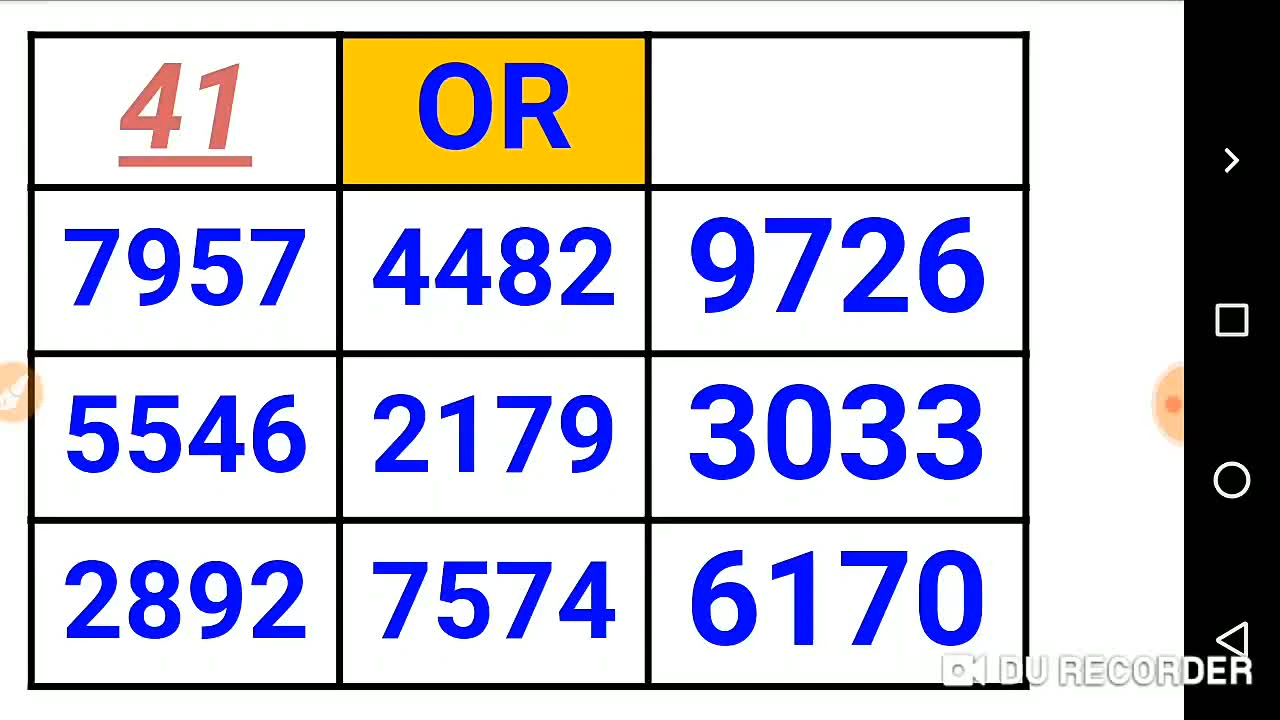 41 OR
7957 4482 9726
5546 2179 3033
2892 7574 6170
DU RECORDER